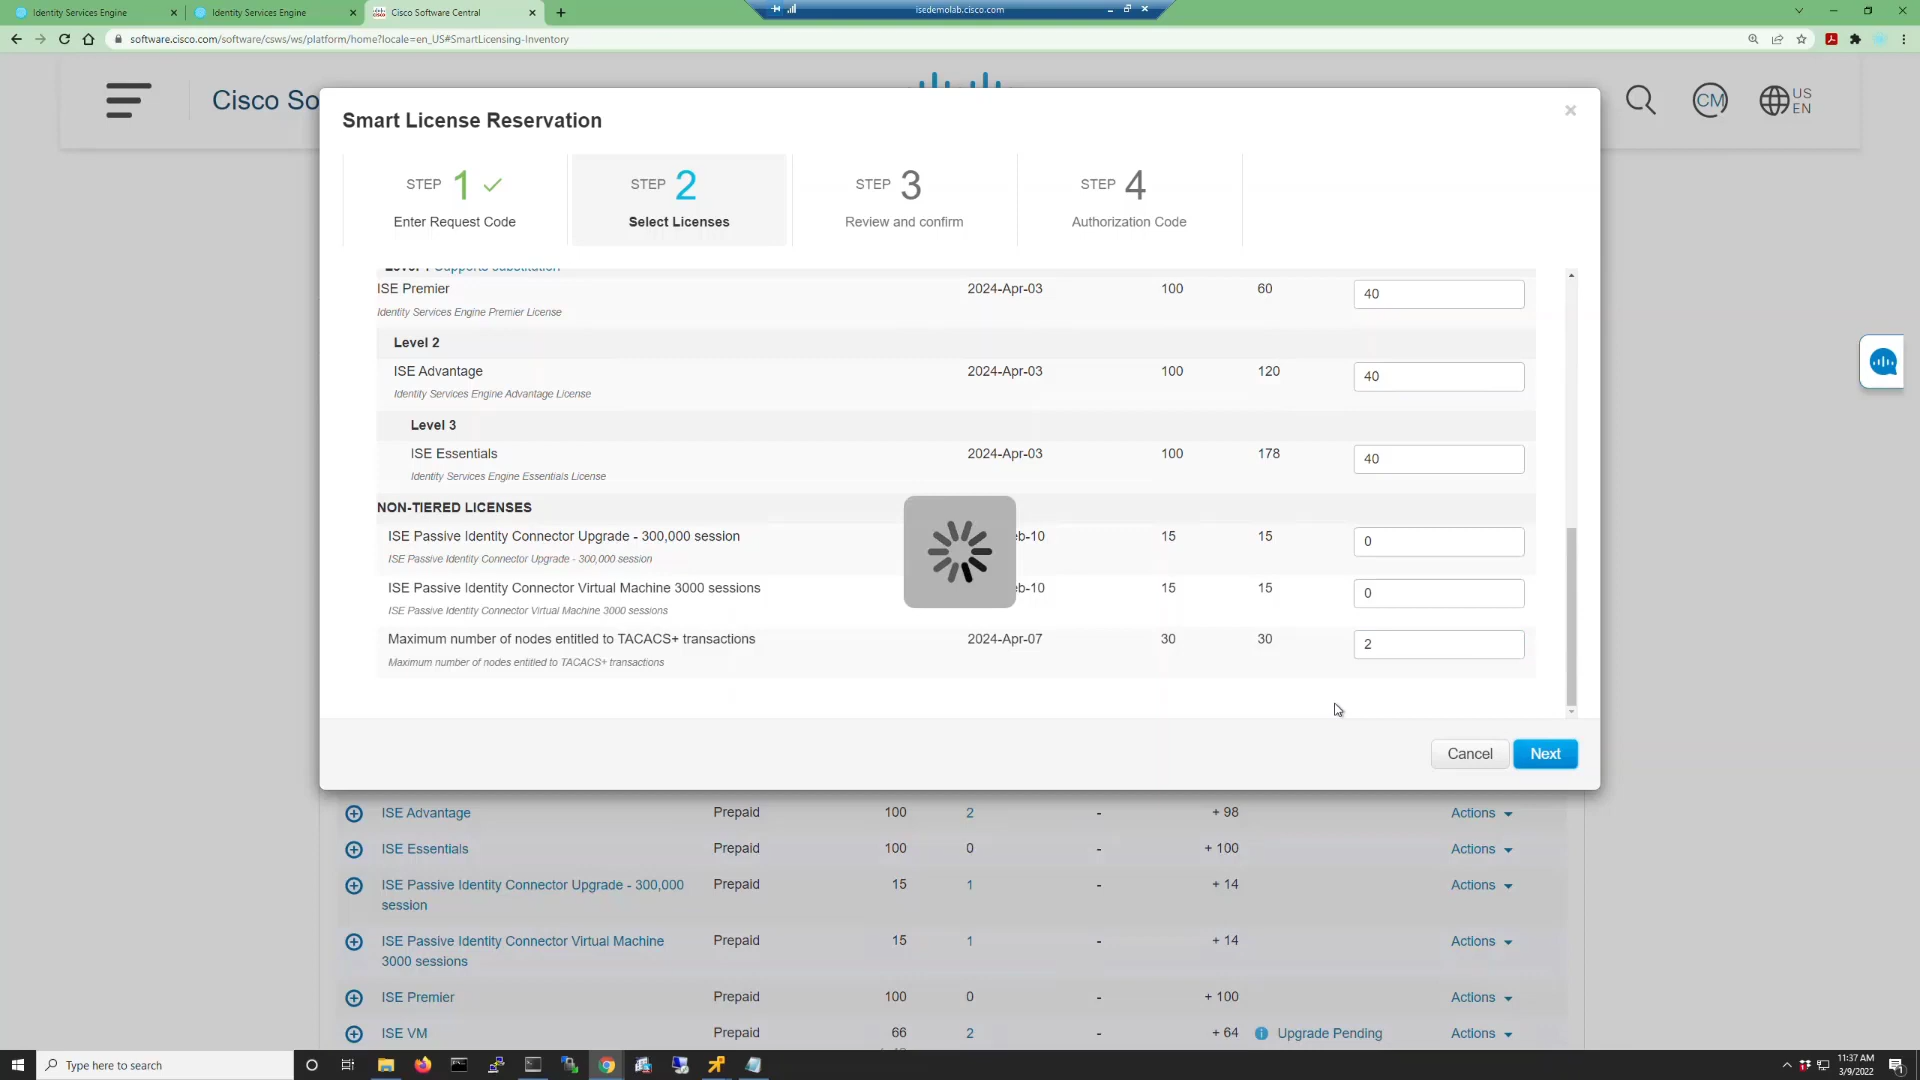 Identity Services Engine
Identity Services Engine
Cisco Software Central
isedemolab.cisco.com
software.cisco.com/software/csws/ws/platform/home?locale=en_US#SmartLicensing-Inventory
Cisco So
CM
US
EN
Smart License Reservation
STEP 1
Enter Request Code
STEP 2
Select Licenses
STEP 3
Review and confirm
STEP 4
Authorization Code
Level 1 Supports substitution
ISE Premier 2024-Apr-03 100 60 40
Identity Services Engine Premier License
Level 2
ISE Advantage 2024-Apr-03 100 120 40
Identity Services Engine Advantage License
Level 3
ISE Essentials 2024-Apr-03 100 178 40
Identity Services Engine Essentials License
NON-TIERED LICENSES
ISE Passive Identity Connector Upgrade - 300,000 session eb-10 15 15 0
ISE Passive Identity Connector Upgrade - 300,000 session
ISE Passive Identity Connector Virtual Machine 3000 sessions eb-10 15 15 0
ISE Passive Identity Connector Virtual Machine 3000 sessions
Maximum number of nodes entitled to TACACS+ transactions 2024-Apr-07 30 30 2
Maximum number of nodes entitled to TACACS+ transactions
Cancel Next
ISE Advantage Prepaid 100 2 - + 98 Actions
ISE Essentials Prepaid 100 0 - + 100 Actions
ISE Passive Identity Connector Upgrade - 300,000 Prepaid 15 1 - + 14 Actions
session
ISE Passive Identity Connector Virtual Machine Prepaid 15 1 - + 14 Actions
3000 sessions
ISE Premier Prepaid 100 0 - + 100 Actions
ISE VM Prepaid 66 2 - + 64 Upgrade Pending Actions
Type here to search
11:37 AM
3/9/2022